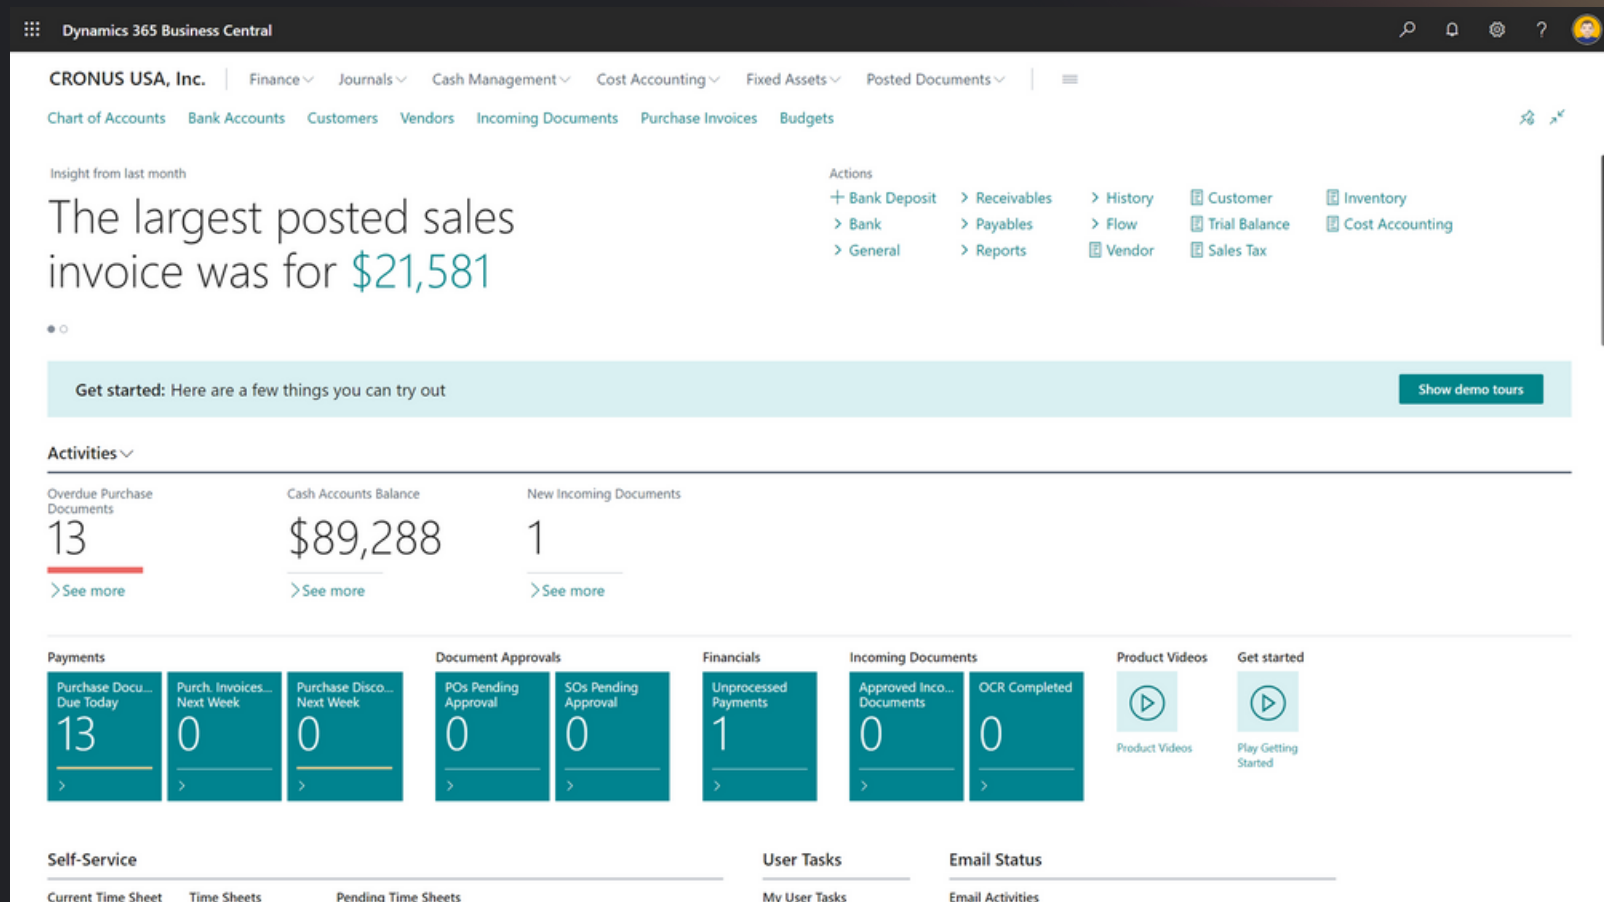 Dynamics 365 Business Central
CRONUS USA, Inc. Finance Journals Cash Management Cost Accounting Fixed Assets Posted Documents
Chart of Accounts Bank Accounts Customers Vendors Incoming Documents Purchase Invoices Budgets
Insight from last month
The largest posted sales
invoice was for $21,581
Actions
+ Bank Deposit > Receivables > History Customer Inventory
> Bank > Payables > Flow Trial Balance Cost Accounting
> General > Reports Vendor Sales Tax
Get started: Here are a few things you can try out
Show demo tours
Activities
Overdue Purchase
Documents
13
>See more
Cash Accounts Balance
$89,288
>See more
New Incoming Documents
1
>See more
Payments
Purchase Docu...
Due Today
13
>
Purch. Invoices...
Next Week
0
>
Purchase Disco...
Next Week
0
>
Document Approvals
POs Pending
Approval
0
>
SOs Pending
Approval
0
>
Financials
Unprocessed
Payments
1
>
Incoming Documents
Approved Inco...
Documents
0
>
OCR Completed
0
>
Product Videos
Product Videos
Get started
Play Getting
Started
Self-Service
Current Time Sheet Time Sheets Pending Time Sheets
User Tasks
My User Tasks
Email Status
Email Activities